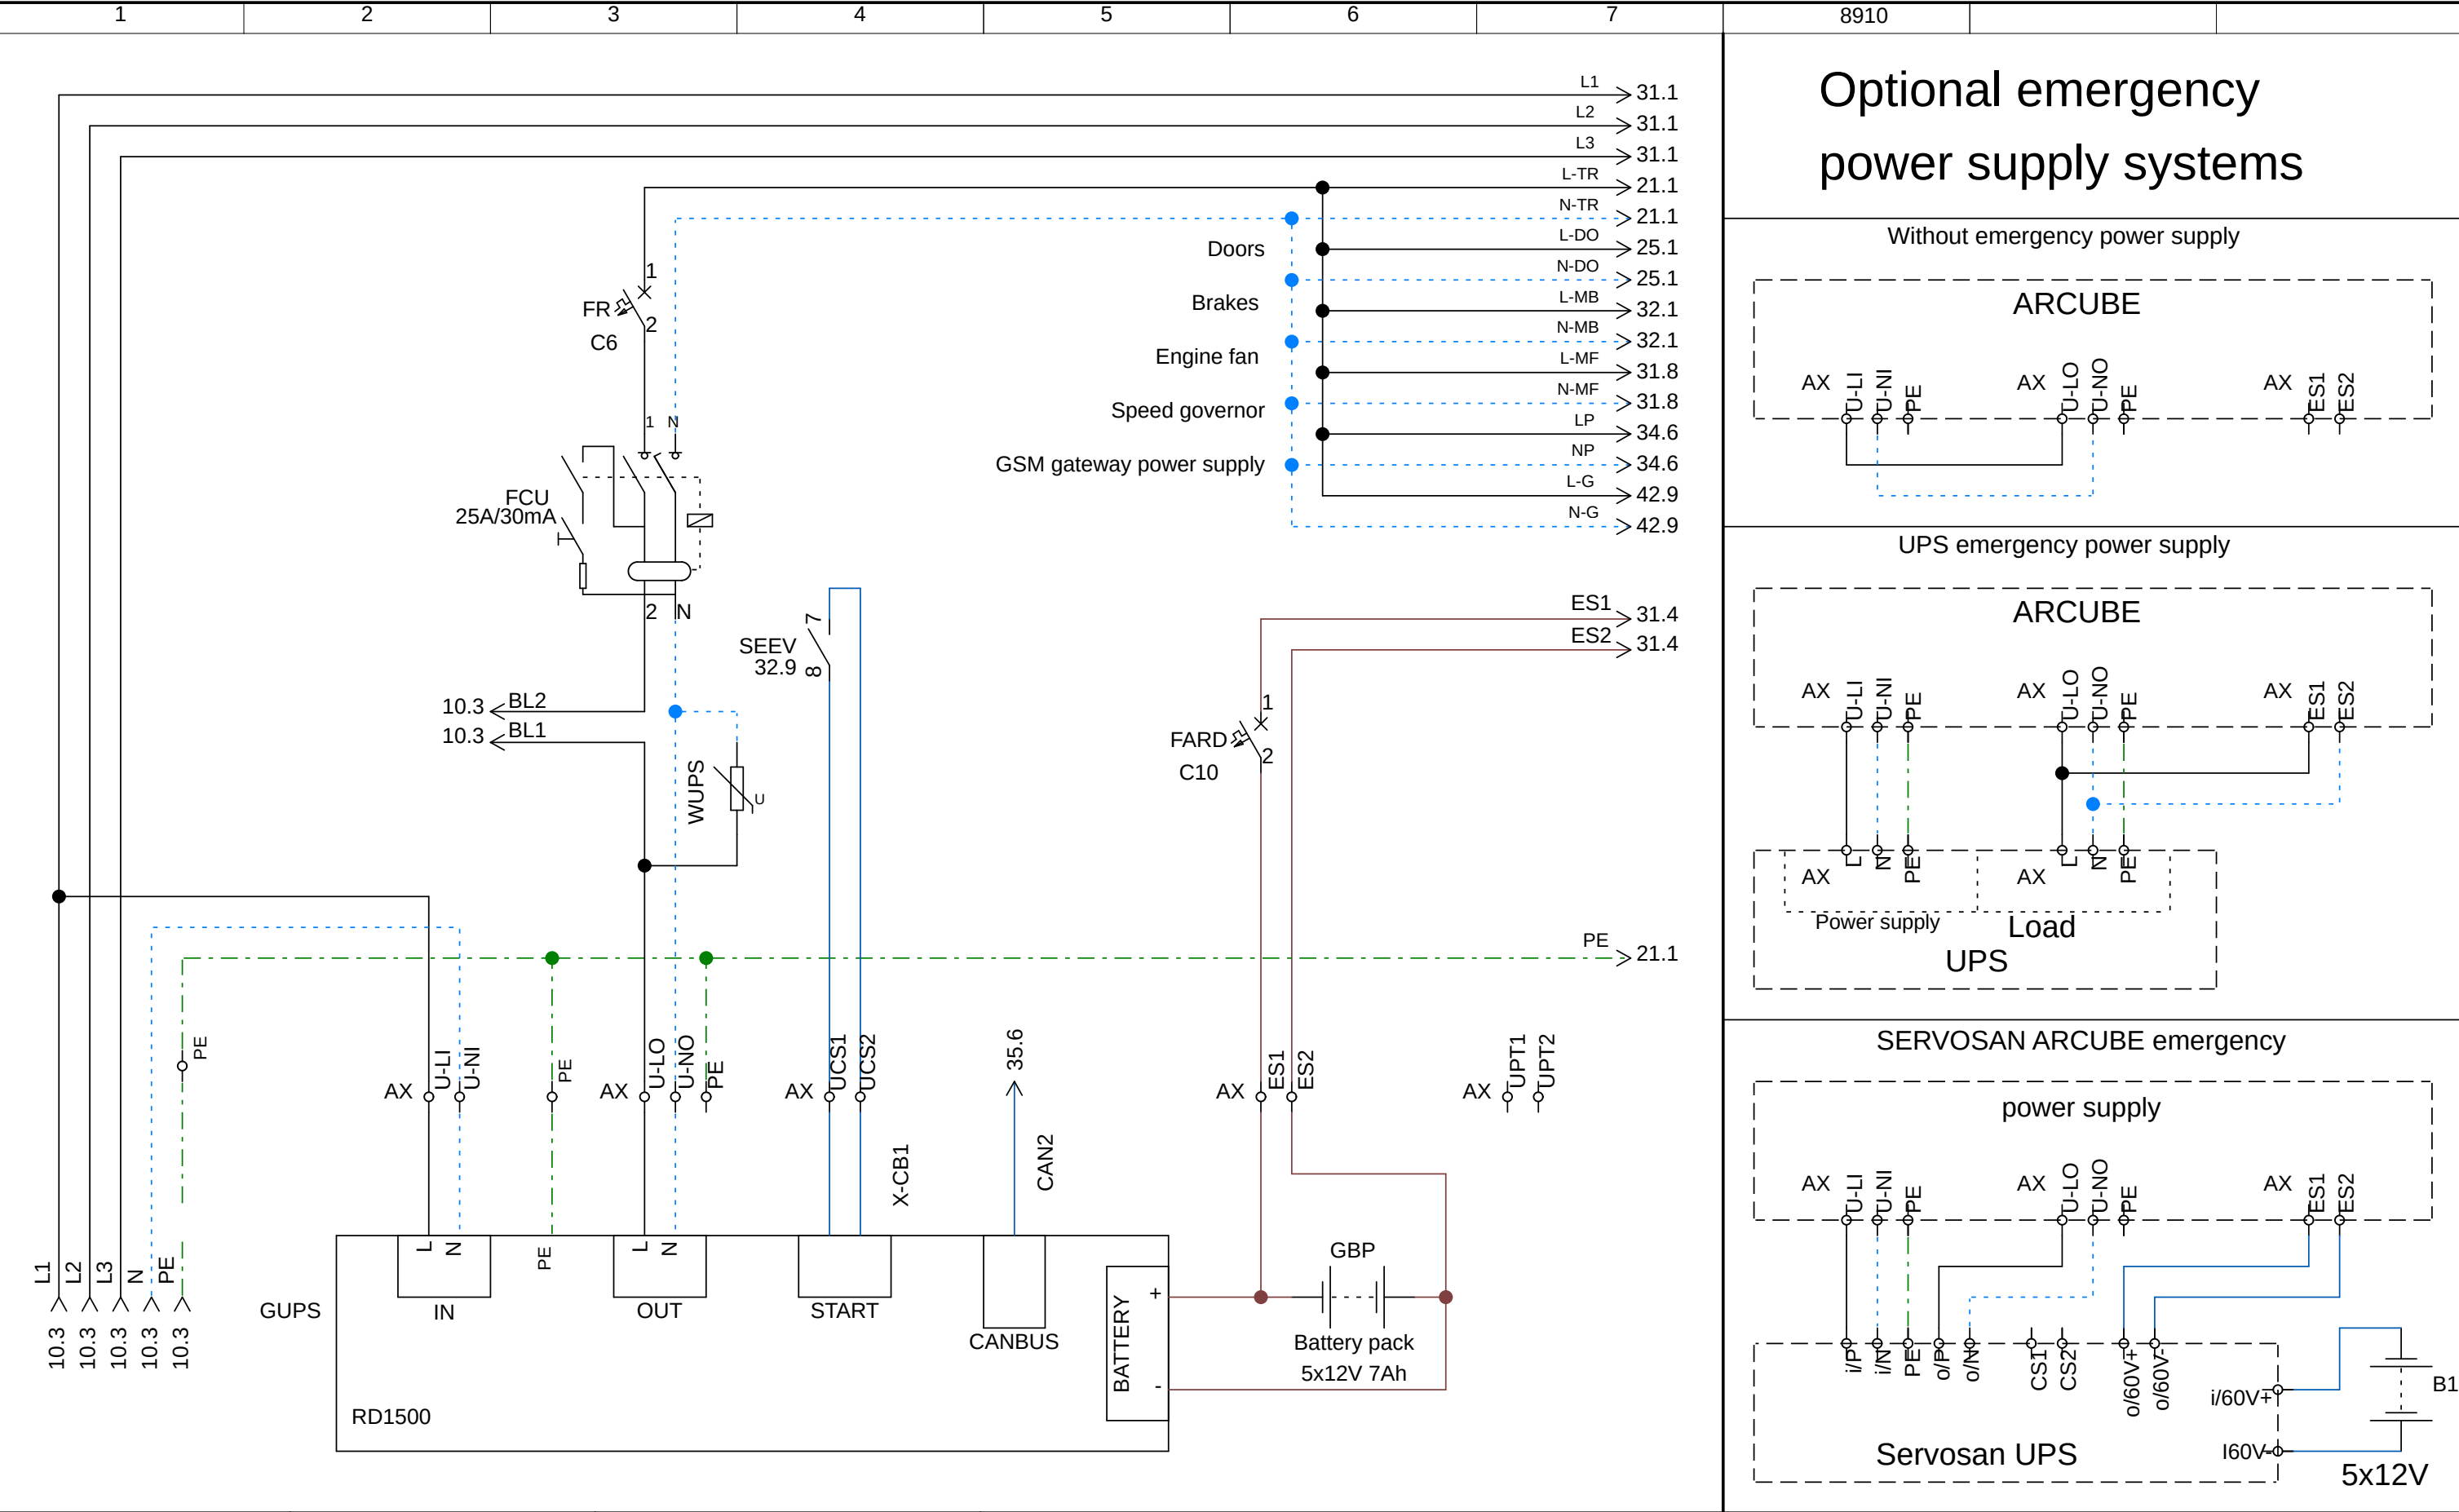 1 2 3 4 5 6 7 8910
Optional emergency
power supply systems
L1 31.1
L2 31.1
L3 31.1
L-TR 21.1
N-TR 21.1
Doors L-DO 25.1
N-DO 25.1
Brakes L-MB 32.1
N-MB 32.1
Engine fan L-MF 31.8
N-MF 31.8
Speed governor LP 34.6
GSM gateway power supply NP 34.6
L-G 42.9
N-G 42.9
1
FR
2
C6
1 N
FCU
25A/30mA
2 N
ES1 31.4
ES2 31.4
7
SEEV
32.9 8
10.3 BL2
10.3 BL1
WUPS
U
1
FARD
2
C10
PE 21.1
PE
AX U-LI U-NI
PE
AX U-LO U-NO PE
AX UCS1 UCS2
35.6
AX ES1 ES2
AX UPT1 UPT2
X-CB1
CAN2
L1 L2 L3 N PE
10.3 10.3 10.3 10.3 10.3
GUPS
L N
IN
PE
L N
OUT
START
CANBUS
BATTERY
+
-
GBP
Battery pack
5x12V 7Ah
RD1500
Without emergency power supply
ARCUBE
AX U-LI U-NI PE AX U-LO U-NO PE AX ES1 ES2
UPS emergency power supply
ARCUBE
AX U-LI U-NI PE AX U-LO U-NO PE AX ES1 ES2
AX L N PE AX L N PE
Power supply Load
UPS
SERVOSAN ARCUBE emergency
power supply
AX U-LI U-NI PE AX U-LO U-NO PE AX ES1 ES2
i/P i/N PE o/P o/N CS1 CS2 o/60V+ o/60V-
i/60V+
B1
I60V-
Servosan UPS
5x12V